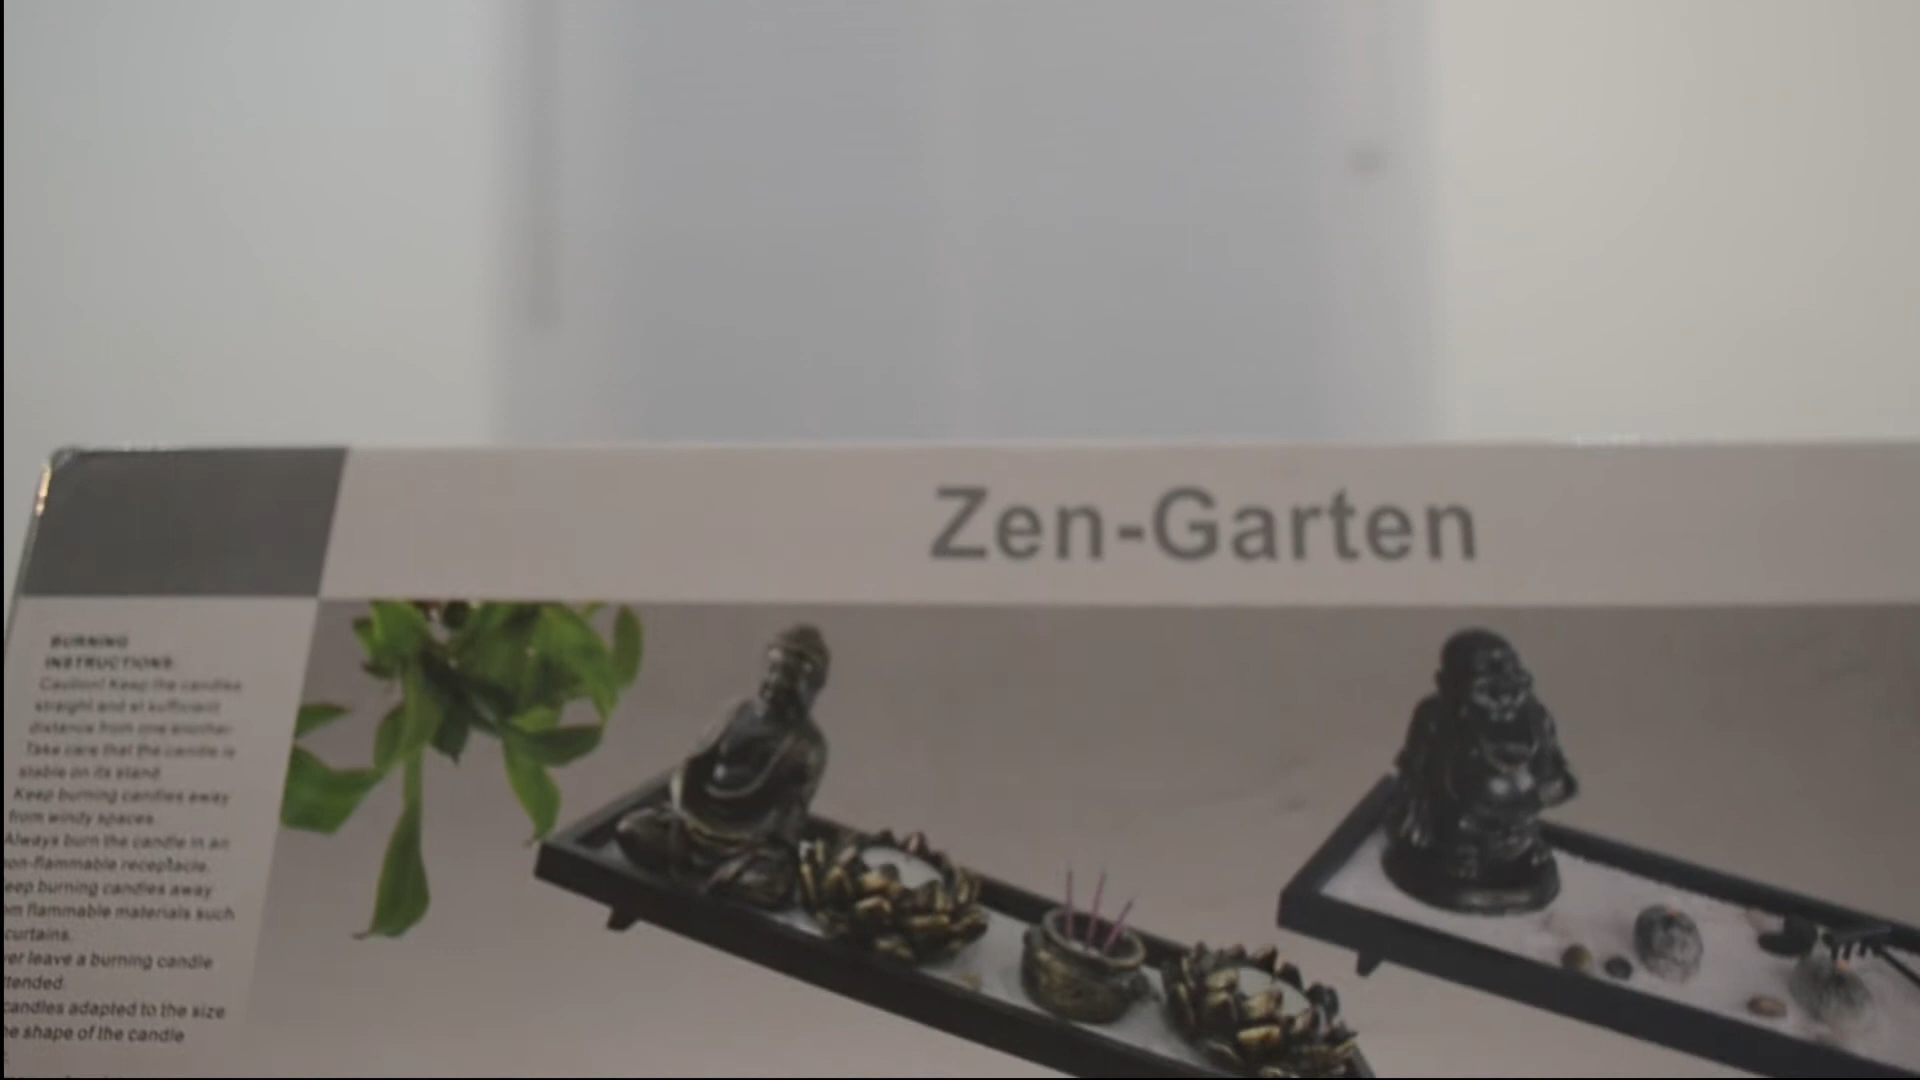 Zen-Garten
BURNING
INSTRUCTIONS:
Caution! Keep the candles
straight and at sufficient
distance from one another
Take care that the candle is
stable on its stand
Keep burning candles away
from windy spaces.
Always burn the candle in an
on-flammable receptacle.
eep burning candles away
m flammable materials such
curtains.
er leave a burning candle
ttended.
candles adapted to the size
e shape of the candle